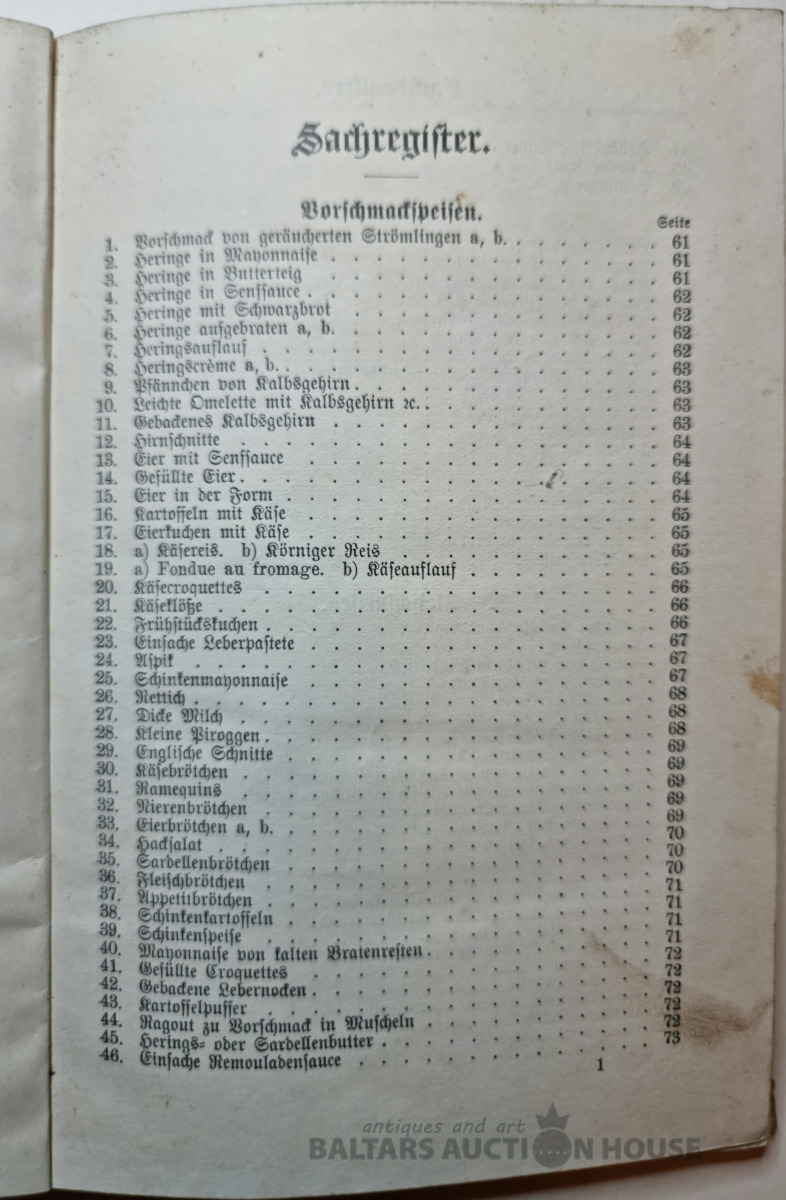 Sachregister.
Vorschmackspeisen.
Seite
1. Vorschmack von geräucherten Strömlingen a, b. . . . . . . . . 61
2. Heringe in Mayonnaise . . . . . . . . . 61
3. Heringe in Butterteig . . . . . . . . . 61
4. Heringe in Senfsauce . . . . . . . . . 62
5. Heringe mit Schwarzbrot . . . . . . . . . 62
6. Heringe aufgebraten a, b. . . . . . . . . 62
7. Heringsauflauf . . . . . . . . . 62
8. Heringscrème a, b. . . . . . . . . 63
9. Pfännchen von Kalbsgehirn . . . . . . . . . 63
10. Leichte Omelette mit Kalbsgehirn ꝛc. . . . . . . . . 63
11. Gebackenes Kalbsgehirn . . . . . . . . . 63
12. Hirnschnitte . . . . . . . . . 64
13. Eier mit Senfsauce . . . . . . . . . 64
14. Gefüllte Eier . . . . . . . . . 64
15. Eier in der Form . . . . . . . . . 64
16. Kartoffeln mit Käse . . . . . . . . . 65
17. Eierkuchen mit Käse . . . . . . . . . 65
18. a) Käsereis. b) Körniger Reis . . . . . . . . . 65
19. a) Fondue au fromage. b) Käseauflauf . . . . . . . . . 65
20. Käsecroquettes . . . . . . . . . 66
21. Käseklöße . . . . . . . . . 66
22. Frühstückskuchen . . . . . . . . . 66
23. Einfache Leberpastete . . . . . . . . . 67
24. Aspik . . . . . . . . . 67
25. Schinkenmayonnaise . . . . . . . . . 67
26. Rettich . . . . . . . . . 68
27. Dicke Milch . . . . . . . . . 68
28. Kleine Piroggen . . . . . . . . . 68
29. Englische Schnitte . . . . . . . . . 69
30. Käsebrötchen . . . . . . . . . 69
31. Ramequins . . . . . . . . . 69
32. Nierenbrötchen . . . . . . . . . 69
33. Eierbrötchen a, b. . . . . . . . . 69
34. Hacksalat . . . . . . . . . 70
35. Sardellenbrötchen . . . . . . . . . 70
36. Fleischbrötchen . . . . . . . . . 70
37. Appetitbrötchen . . . . . . . . . 71
38. Schinkenkartoffeln . . . . . . . . . 71
39. Schinkenspeise . . . . . . . . . 71
40. Mayonnaise von kalten Bratenresten . . . . . . . . . 71
41. Gefüllte Croquettes . . . . . . . . . 72
42. Gebackene Lebernocken . . . . . . . . . 72
43. Kartoffelpuffer . . . . . . . . . 72
44. Ragout zu Vorschmack in Muscheln . . . . . . . . . 72
45. Herings- oder Sardellenbutter . . . . . . . . . 72
46. Einfache Remouladensauce . . . . . . . . . 73
1
antiques and art
BALTARS AUCTION HOUSE